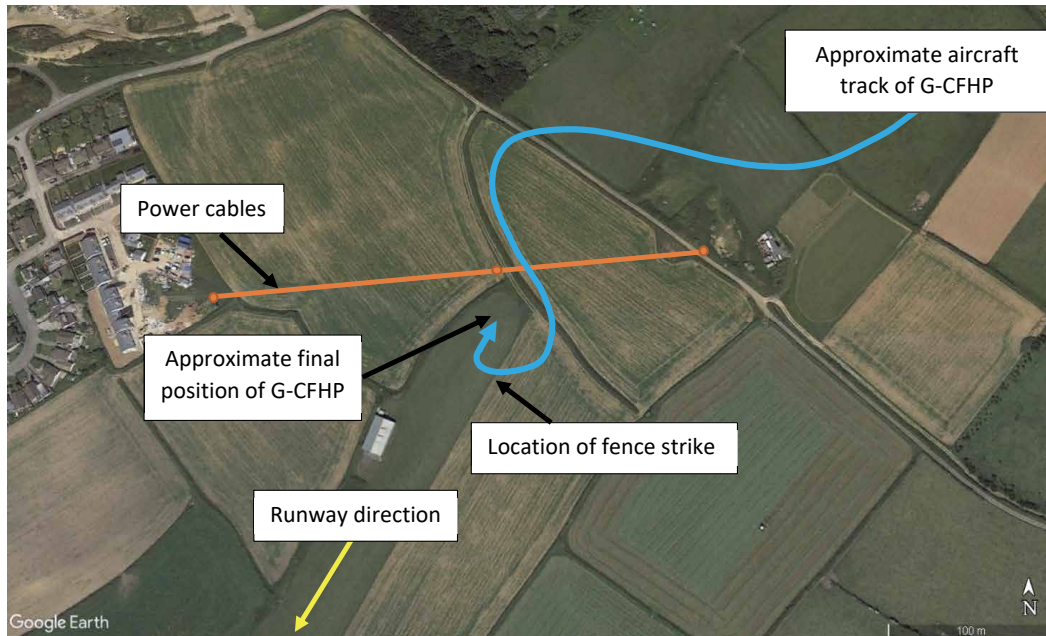 Approximate aircraft
track of G-CFHP
Power cables
Approximate final
position of G-CFHP
Location of fence strike
Runway direction
Google Earth
N
100 m